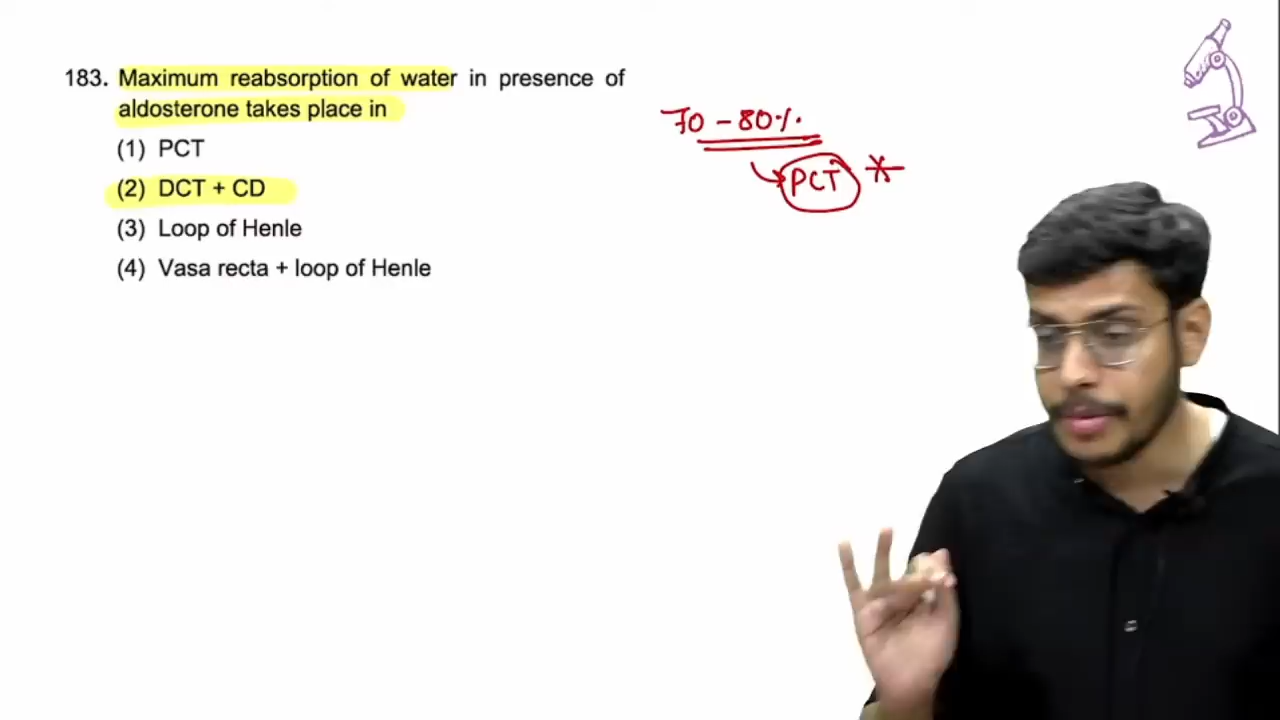 183. Maximum reabsorption of water in presence of
aldosterone takes place in
(1) PCT
(2) DCT + CD
(3) Loop of Henle
(4) Vasa recta + loop of Henle
70-80%
PCT